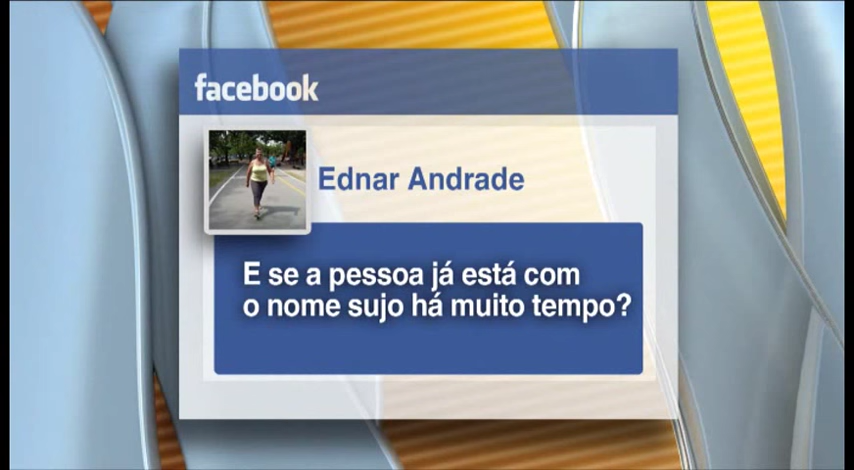 facebook
Ednar Andrade
E se a pessoa já está com
o nome sujo há muito tempo?